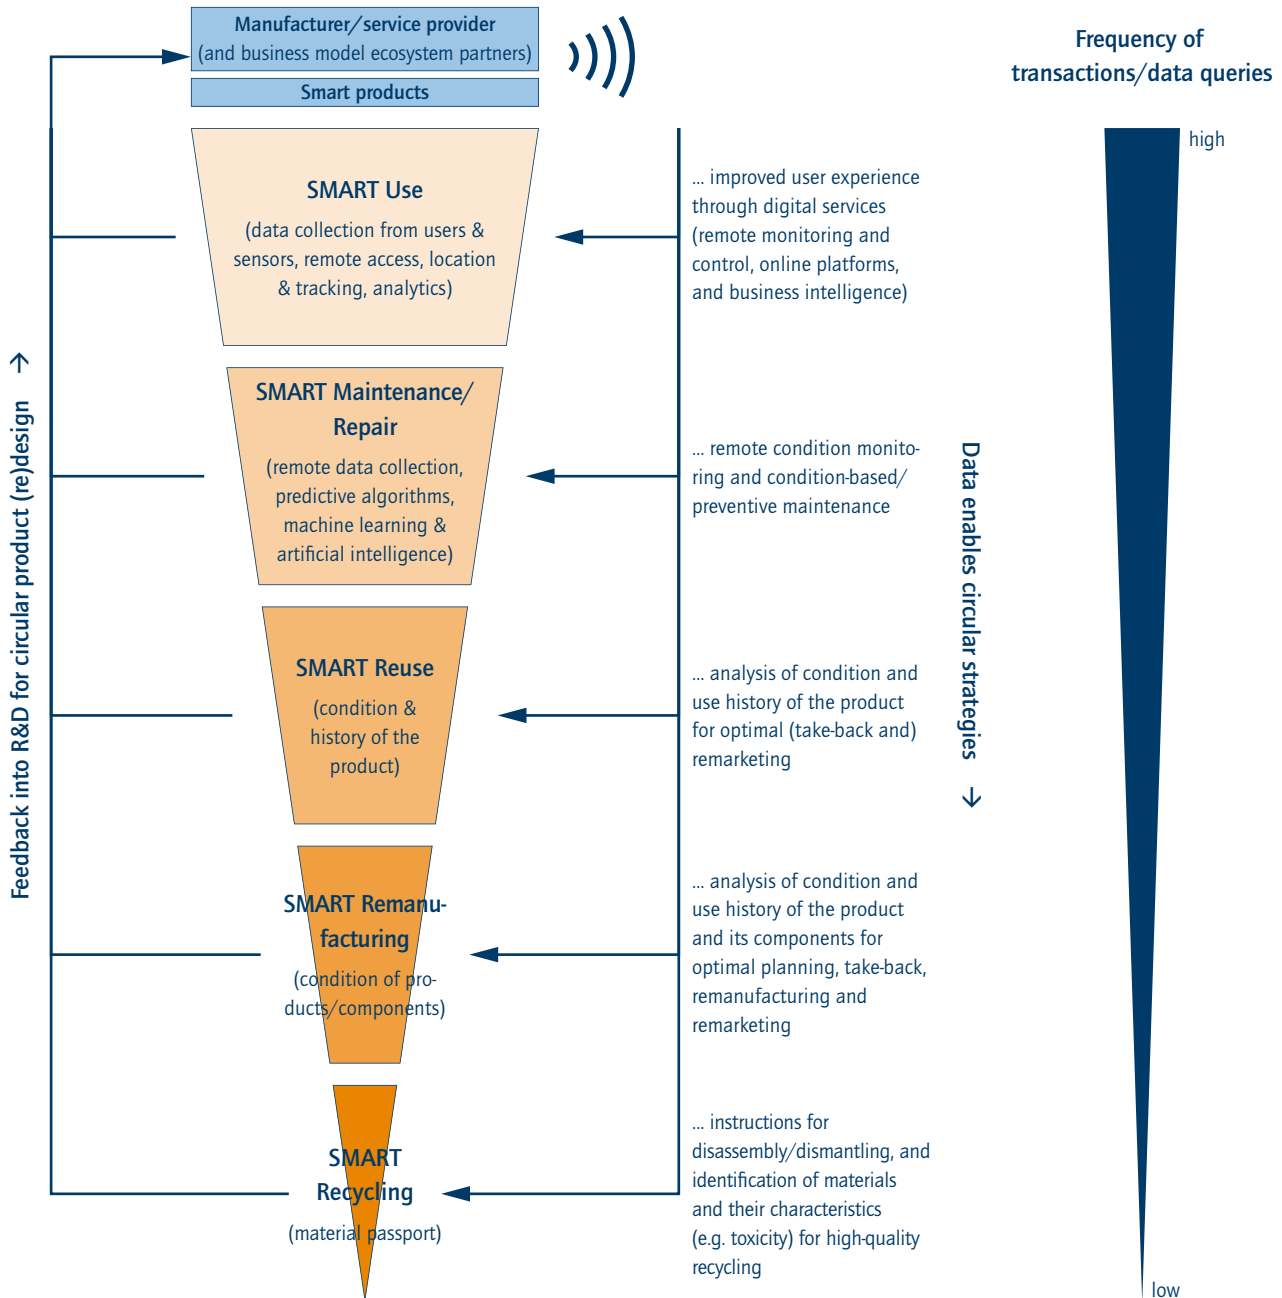 Manufacturer/service provider
(and business model ecosystem partners)
Smart products
Frequency of
transactions/data queries
high
SMART Use
(data collection from users &
sensors, remote access, location
& tracking, analytics)
... improved user experience
through digital services
(remote monitoring and
control, online platforms,
and business intelligence)
SMART Maintenance/
Repair
(remote data collection,
predictive algorithms,
machine learning &
artificial intelligence)
... remote condition monito-
ring and condition-based/
preventive maintenance
SMART Reuse
(condition &
history of the
product)
... analysis of condition and
use history of the product
for optimal (take-back and)
remarketing
SMART Remanu-
facturing
(condition of pro-
ducts/components)
... analysis of condition and
use history of the product
and its components for
optimal planning, take-back,
remanufacturing and
remarketing
SMART
Recycling
(material passport)
... instructions for
disassembly/dismantling, and
identification of materials
and their characteristics
(e.g. toxicity) for high-quality
recycling
low
Feedback into R&D for circular product (re)design →
Data enables circular strategies →